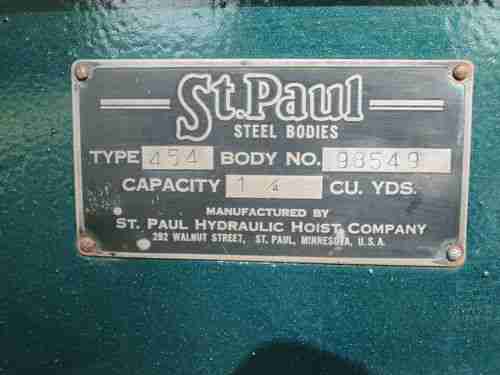 St. Paul
STEEL BODIES
TYPE 454 BODY NO. 98549
CAPACITY 1 4 CU. YDS.
MANUFACTURED BY
ST. PAUL HYDRAULIC HOIST COMPANY
292 WALNUT STREET, ST. PAUL, MINNESOTA, U.S.A.